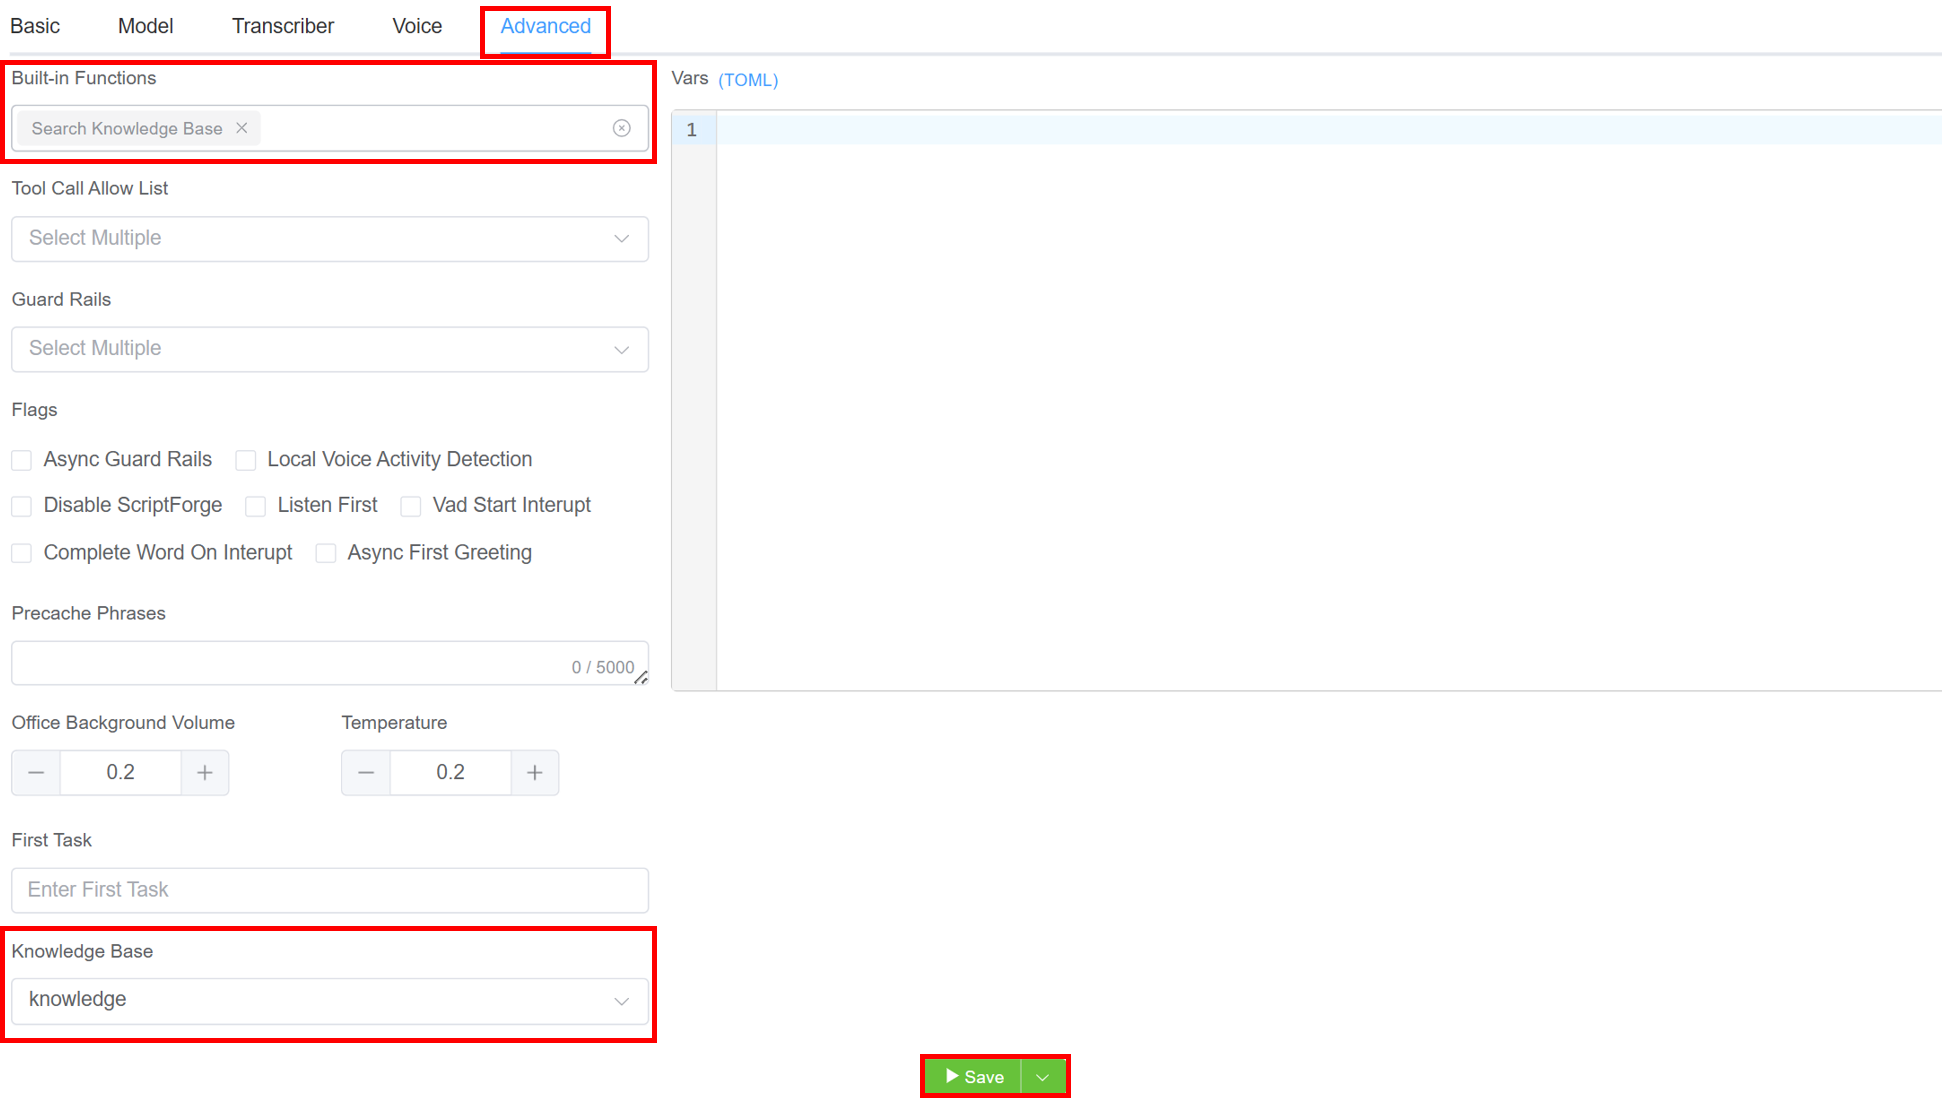 Basic Model Transcriber Voice Advanced
Built-in Functions
Vars (TOML)
Search Knowledge Base
1
Tool Call Allow List
Select Multiple
Guard Rails
Select Multiple
Flags
Async Guard Rails Local Voice Activity Detection
Disable ScriptForge Listen First Vad Start Interupt
Complete Word On Interupt Async First Greeting
Precache Phrases
0 / 5000
Office Background Volume Temperature
0.2 0.2
First Task
Enter First Task
Knowledge Base
knowledge
Save